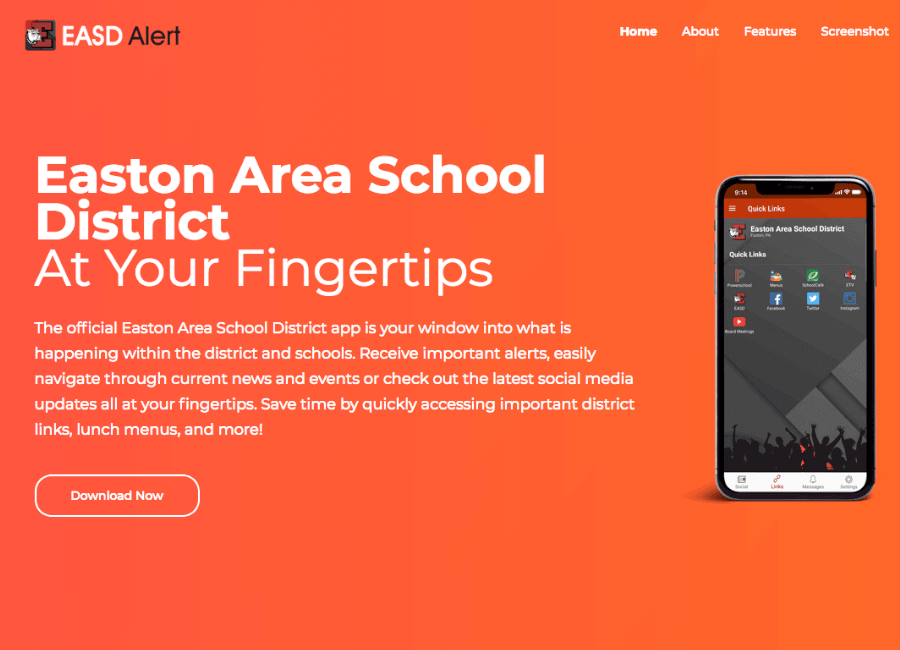 EASD Alert
Home About Features Screenshot
Easton Area School
District
At Your Fingertips
The official Easton Area School District app is your window into what is
happening within the district and schools. Receive important alerts, easily
navigate through current news and events or check out the latest social media
updates all at your fingertips. Save time by quickly accessing important district
links, lunch menus, and more!
Download Now
9:14
Quick Links
Easton Area School District
Easton, PA
Quick Links
Powerschool Menus SchoolCafé ETV
EASD Facebook Twitter Instagram
Board Meetings
Social Links Messages Settings